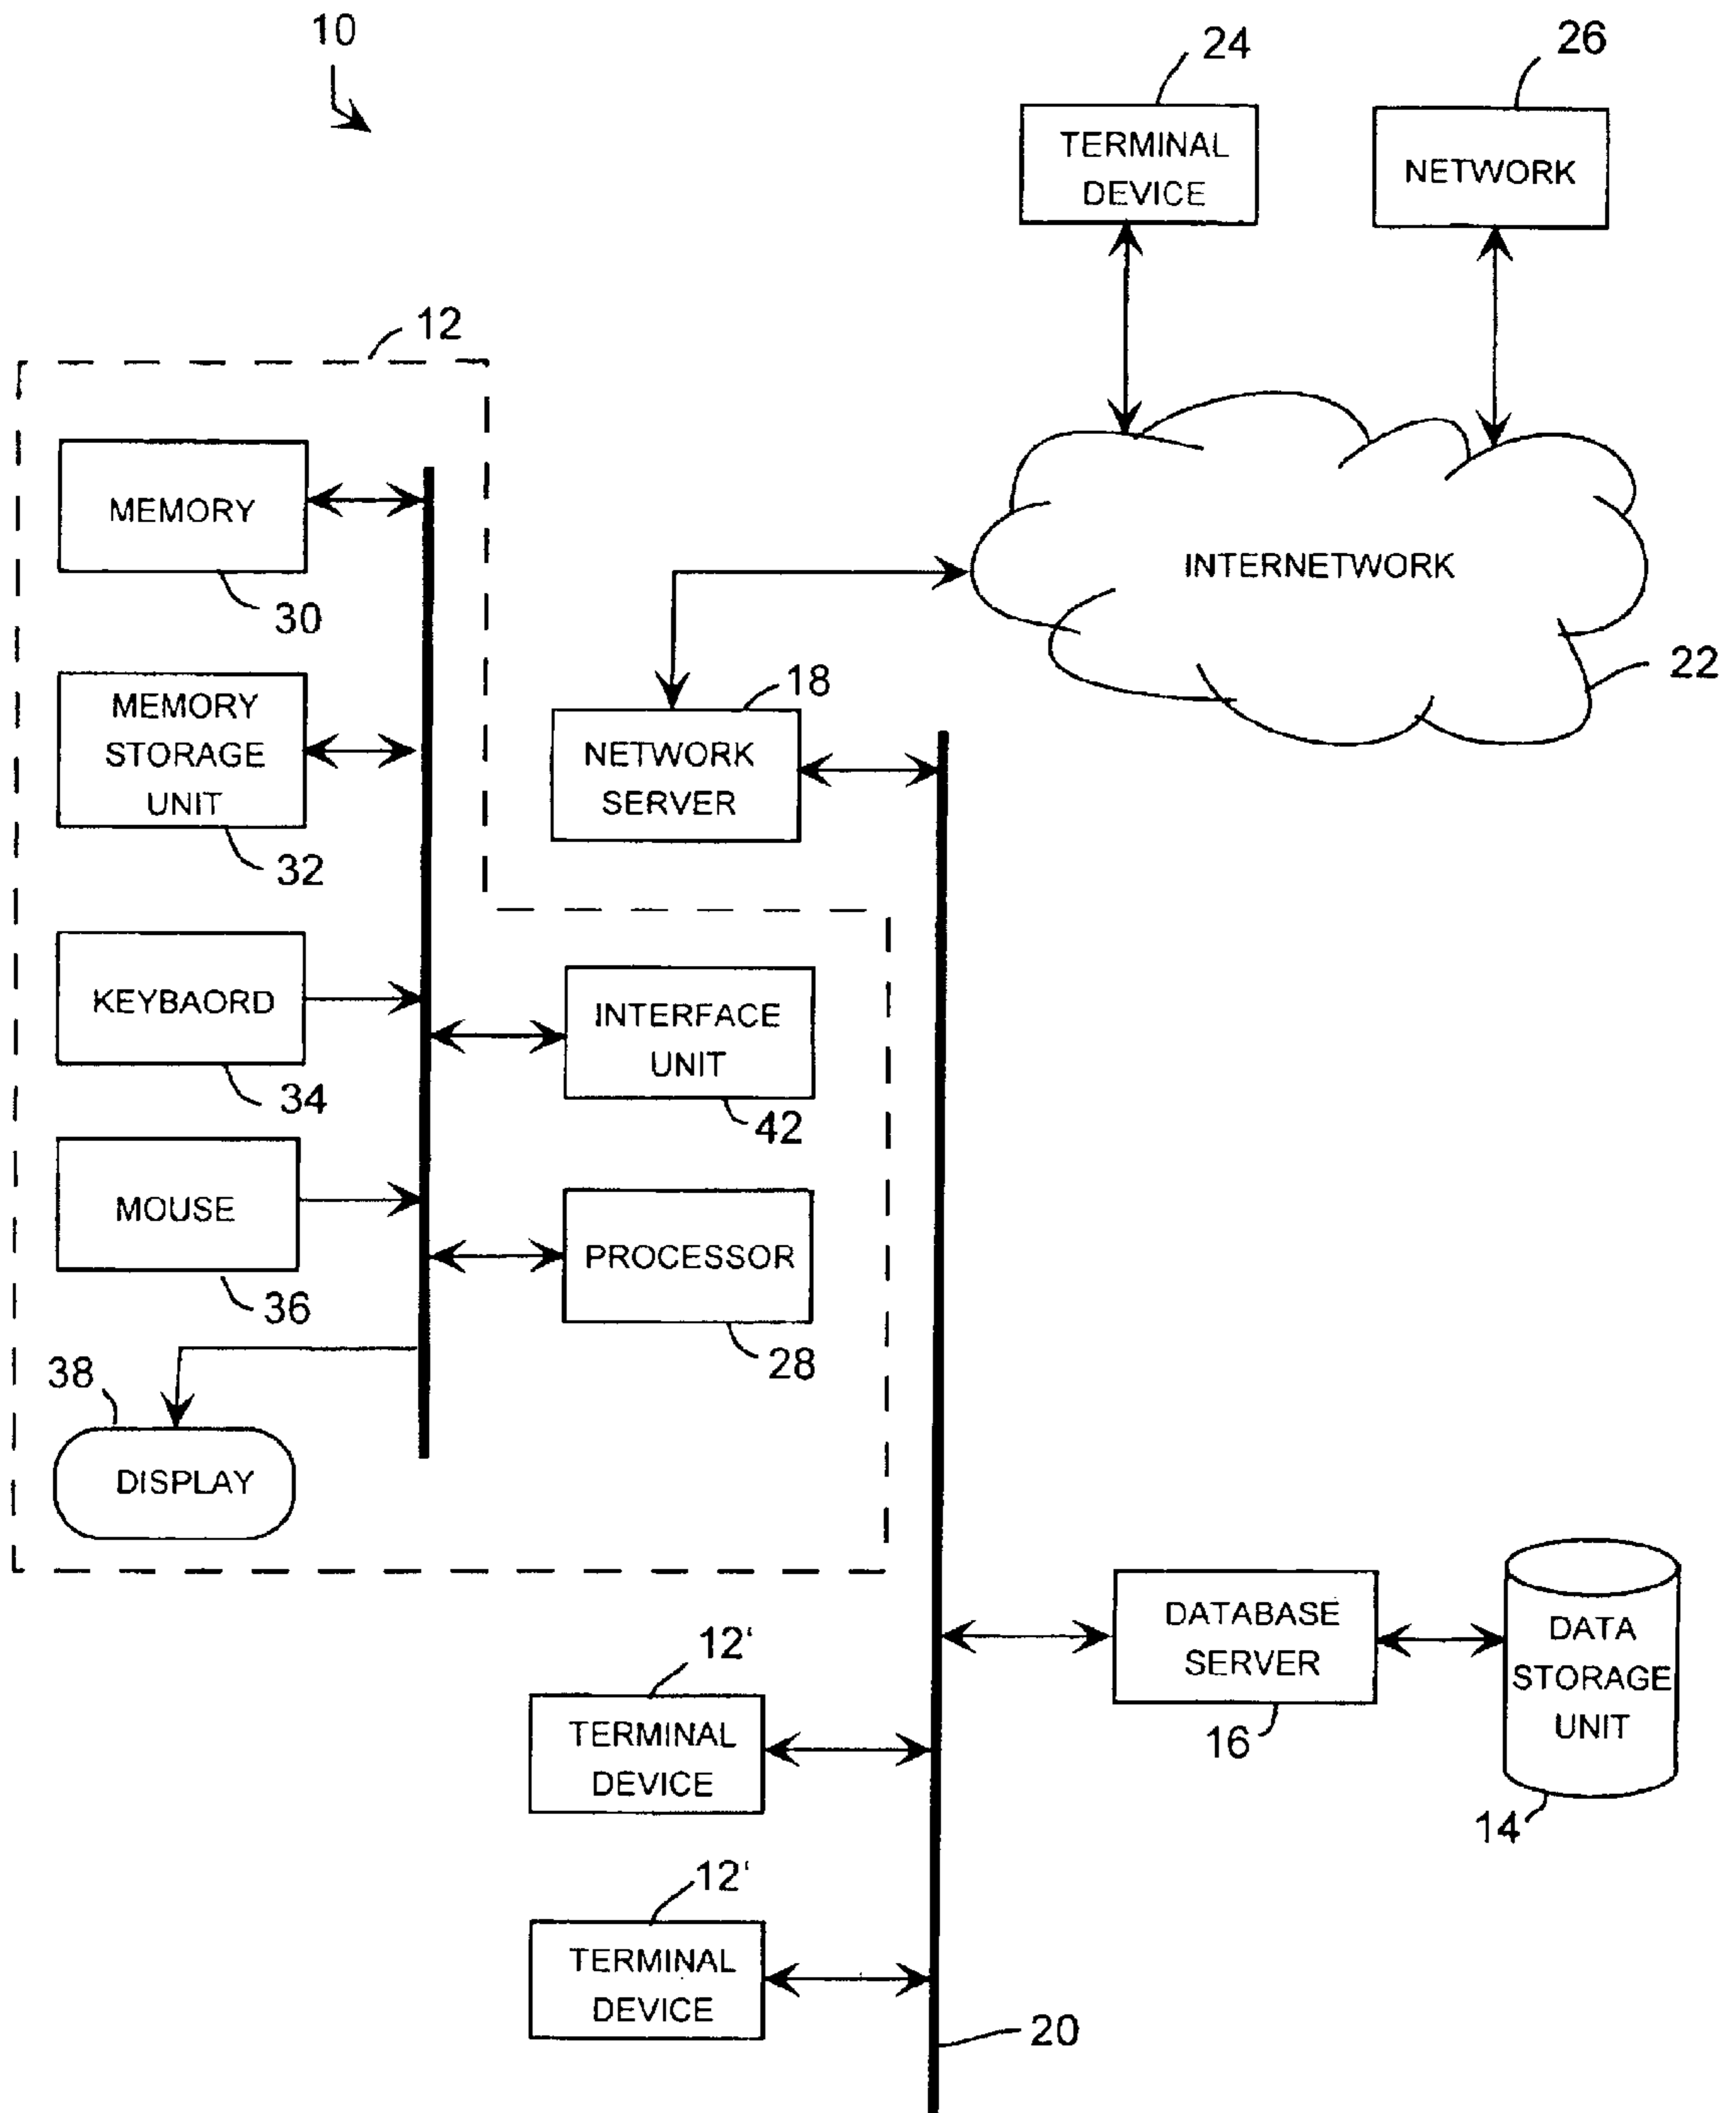 10
24
26
TERMINAL
DEVICE
NETWORK
12
MEMORY
30
INTERNETWORK
22
MEMORY
STORAGE
UNIT
32
18
NETWORK
SERVER
KEYBAORD
34
INTERFACE
UNIT
42
MOUSE
36
PROCESSOR
28
38
DISPLAY
DATABASE
SERVER
16
DATA
STORAGE
UNIT
14
12'
TERMINAL
DEVICE
12'
TERMINAL
DEVICE
20